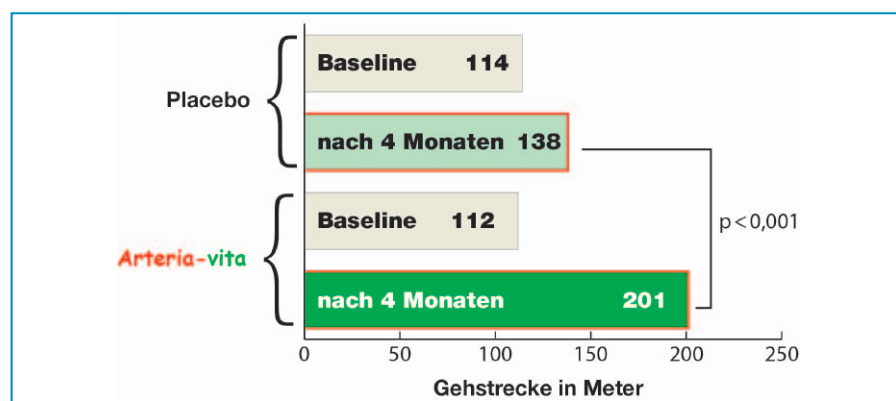 Placebo
Baseline 114
nach 4 Monaten 138
Arteria-vita
Baseline 112
nach 4 Monaten 201
p<0,001
0 50 100 150 200 250
Gehstrecke in Meter